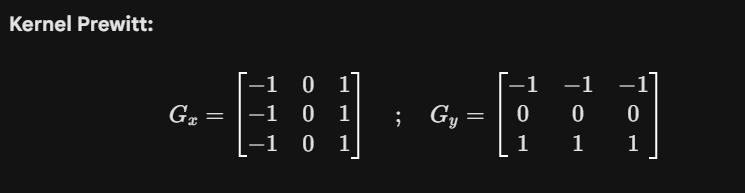 Kernel Prewitt:
−1 0 1 −1 −1 −1
Gx = −1 0 1 ; Gy = 0 0 0
−1 0 1 1 1 1